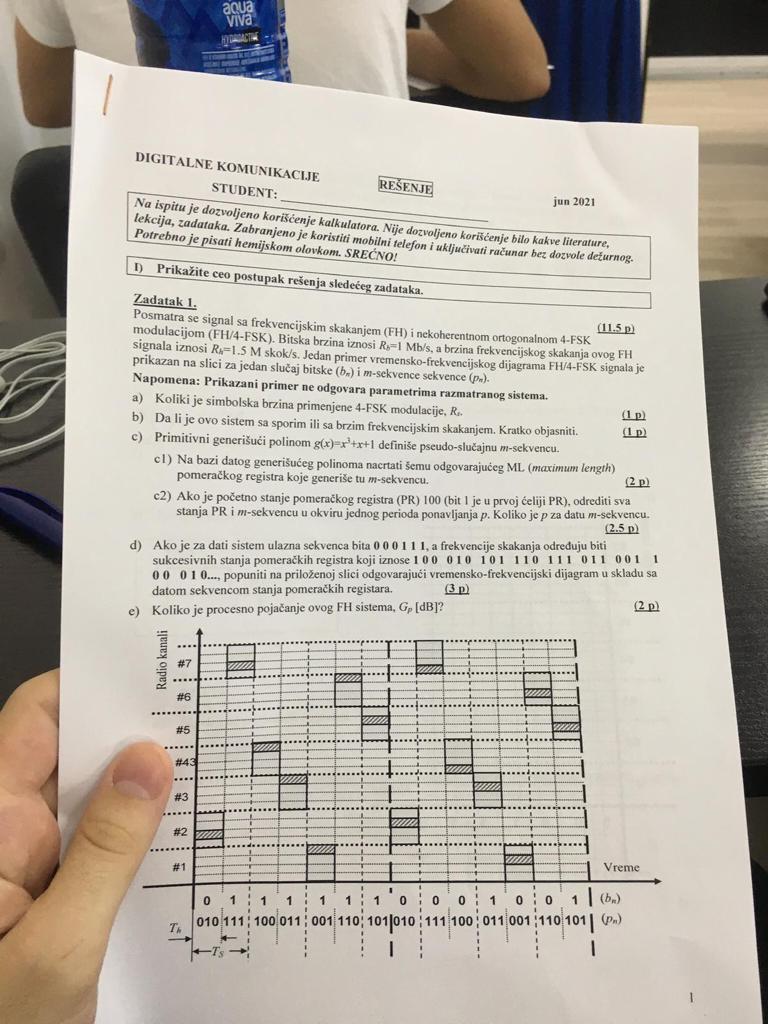 aqua
viva
HYDROACTIVE
DIGITALNE KOMUNIKACIJE
REŠENJE
STUDENT:
jun 2021
Na ispitu je dozvoljeno korišćenje kalkulatora. Nije dozvoljeno korišćenje bilo kakve literature,
lekcija, zadataka. Zabranjeno je koristiti mobilni telefon i uključivati računar bez dozvole dežurnog.
Potrebno je pisati hemijskom olovkom. SREĆNO!
I) Prikažite ceo postupak rešenja sledećeg zadataka.
Zadatak 1. (11.5 p)
Posmatra se signal sa frekvencijskim skakanjem (FH) i nekoherentnom ortogonalnom 4-FSK
modulacijom (FH/4-FSK). Bitska brzina iznosi Rb=1 Mb/s, a brzina frekvencijskog skakanja ovog FH
signala iznosi Rh=1.5 M skok/s. Jedan primer vremensko-frekvencijskog dijagrama FH/4-FSK signala je
prikazan na slici za jedan slučaj bitske (bn) i m-sekvence sekvence (pn).
Napomena: Prikazani primer ne odgovara parametrima razmatranog sistema.
a) Koliki je simbolska brzina primenjene 4-FSK modulacije, Rs. (1 p)
b) Da li je ovo sistem sa sporim ili sa brzim frekvencijskim skakanjem. Kratko objasniti. (1 p)
c) Primitivni generišući polinom g(x)=x³+x+1 definiše pseudo-slučajnu m-sekvencu.
c1) Na bazi datog generišućeg polinoma nacrtati šemu odgovarajućeg ML (maximum length)
pomeračkog registra koje generiše tu m-sekvencu. (2 p)
c2) Ako je početno stanje pomeračkog registra (PR) 100 (bit 1 je u prvoj ćeliji PR), odrediti sva
stanja PR i m-sekvencu u okviru jednog perioda ponavljanja p. Koliko je p za datu m-sekvencu.
(2.5 p)
d) Ako je za dati sistem ulazna sekvenca bita 0 0 0 1 1 1, a frekvencije skakanja određuju biti
sukcesivnih stanja pomeračkih registra koji iznose 1 0 0 0 1 0 1 0 1 1 1 0 1 1 1 0 1 1 0 0 1 1
0 0 0 1 0..., popuniti na priloženoj slici odgovarajući vremensko-frekvencijski dijagram u skladu sa
datom sekvencom stanja pomeračkih registara. (3 p)
e) Koliko je procesno pojačanje ovog FH sistema, Gp [dB]? (2 p)
Radio kanali
#7
#6
#5
#43
#3
#2
#1
Vreme
0 1 1 1 1 1 1 0 0 0 1 0 0 1 (bn)
010 111 100 011 001 110 101 010 111 100 011 001 110 101 (pn)
Th
TS
1